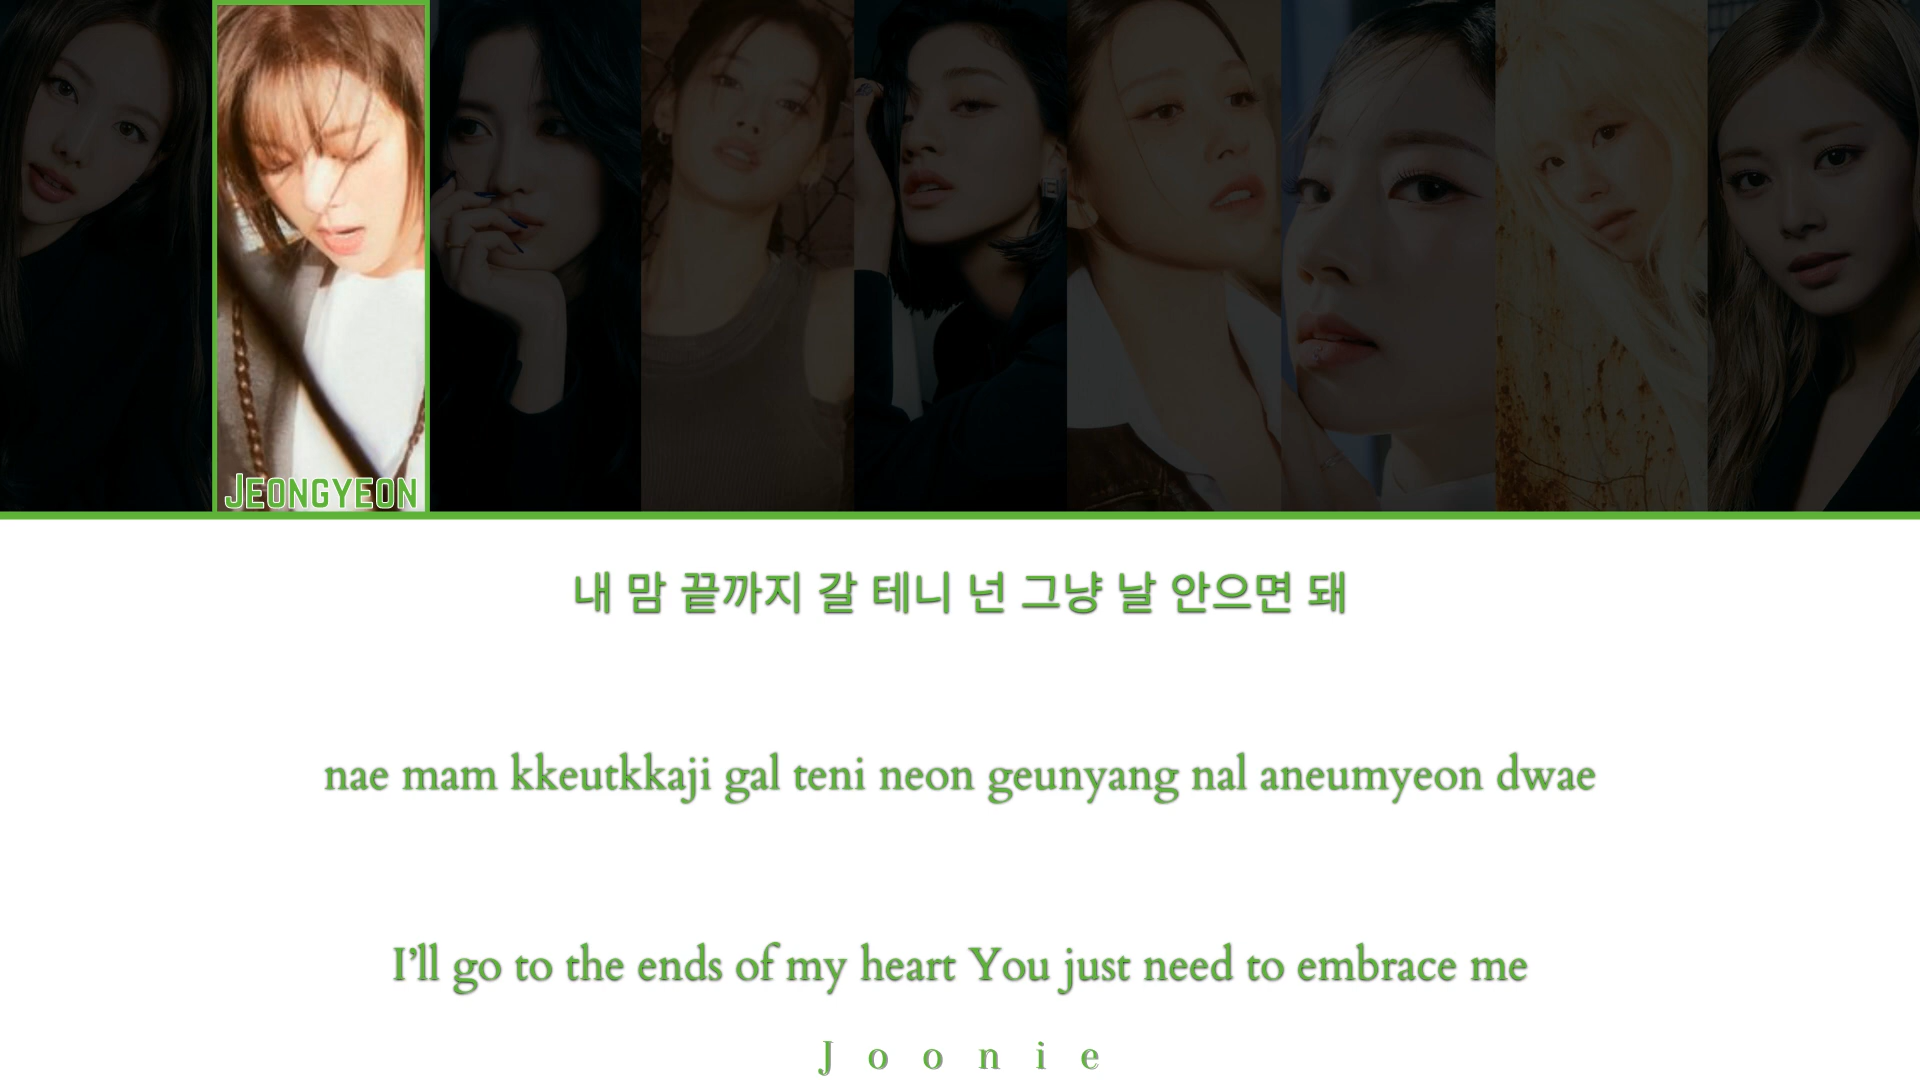 JEONGYEON
내 맘 끝까지 갈 테니 넌 그냥 날 안으면 돼
nae mam kkeutkkaji gal teni neon geunyang nal aneumyeon dwae
I’ll go to the ends of my heart You just need to embrace me
Joonie